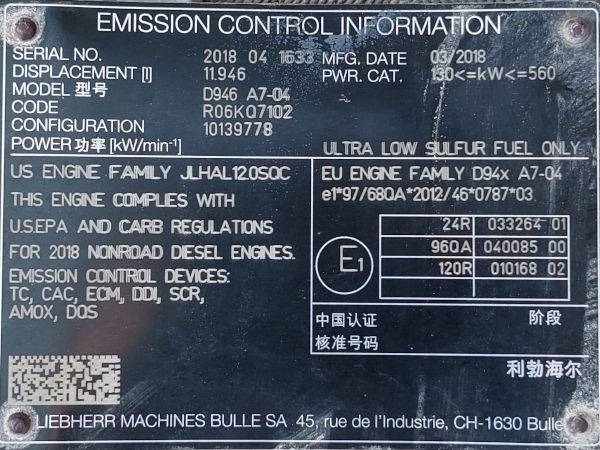 EMISSION CONTROL INFORMATION
SERIAL NO. 2018 04 1633 MFG. DATE 03/2018
DISPLACEMENT [l] 11.946 PWR. CAT. 130<=kW<=560
MODEL 型号 D946 A7-04
CODE R06KQ7102
CONFIGURATION 10139778
POWER 功率 [kW/min-¹] ULTRA LOW SULFUR FUEL ONLY
US ENGINE FAMILY JLHAL12.0SQC
THIS ENGINE COMPLIES WITH
U.S.EPA AND CARB REGULATIONS
FOR 2018 NONROAD DIESEL ENGINES.
EMISSION CONTROL DEVICES:
TC, CAC, ECM, DDI, SCR,
AMOX, DOS
EU ENGINE FAMILY D94x A7-04
e1*97/68QA*2012/46*0787*03
E1
24R 033264 01
96QA 040085 00
120R 010168 02
中国认证 阶段
核准号码
利勃海尔
LIEBHERR MACHINES BULLE SA 45, rue de l'Industrie, CH-1630 Bulle